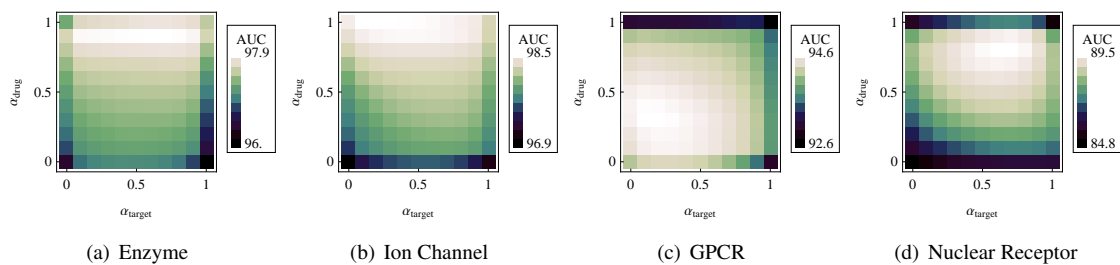 AUC
97.9
96.
1
0.5
0
α_drug
0 0.5 1
α_target
(a) Enzyme
AUC
98.5
96.9
1
0.5
0
α_drug
0 0.5 1
α_target
(b) Ion Channel
AUC
94.6
92.6
1
0.5
0
α_drug
0 0.5 1
α_target
(c) GPCR
AUC
89.5
84.8
1
0.5
0
α_drug
0 0.5 1
α_target
(d) Nuclear Receptor